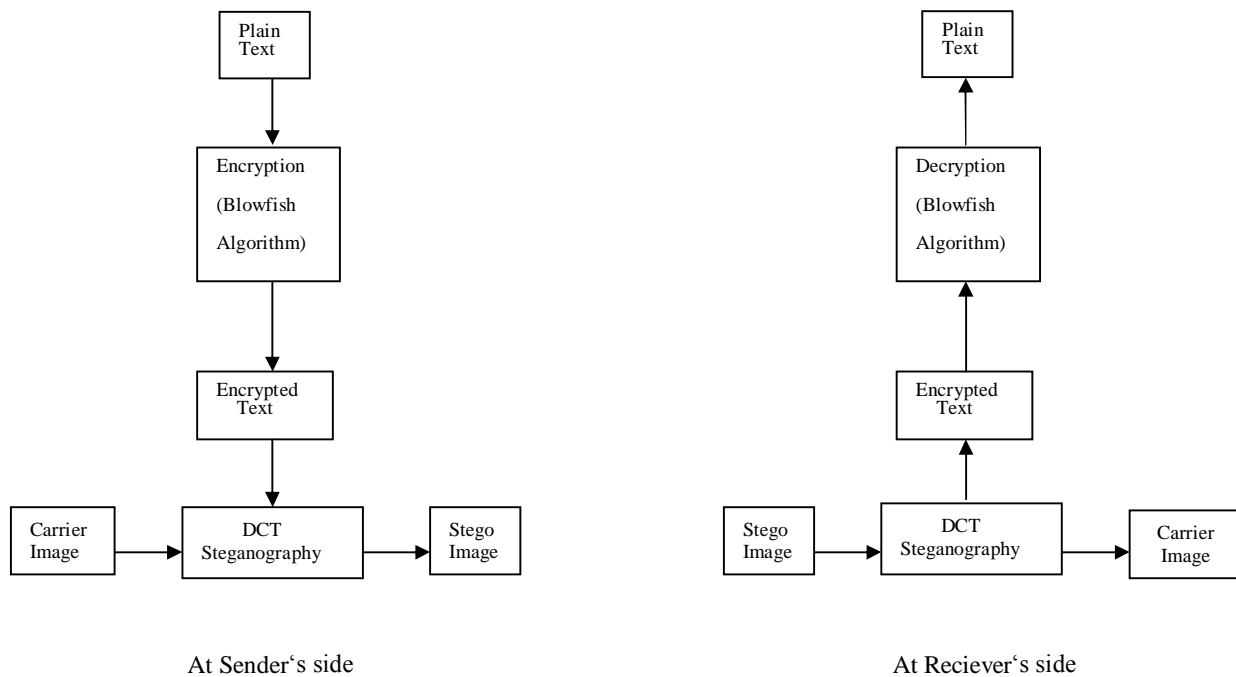 Plain
Text
Encryption
(Blowfish
Algorithm)
Encrypted
Text
Carrier
Image
DCT
Steganography
Stego
Image
At Sender‘s side
Plain
Text
Decryption
(Blowfish
Algorithm)
Encrypted
Text
Stego
Image
DCT
Steganography
Carrier
Image
At Reciever‘s side